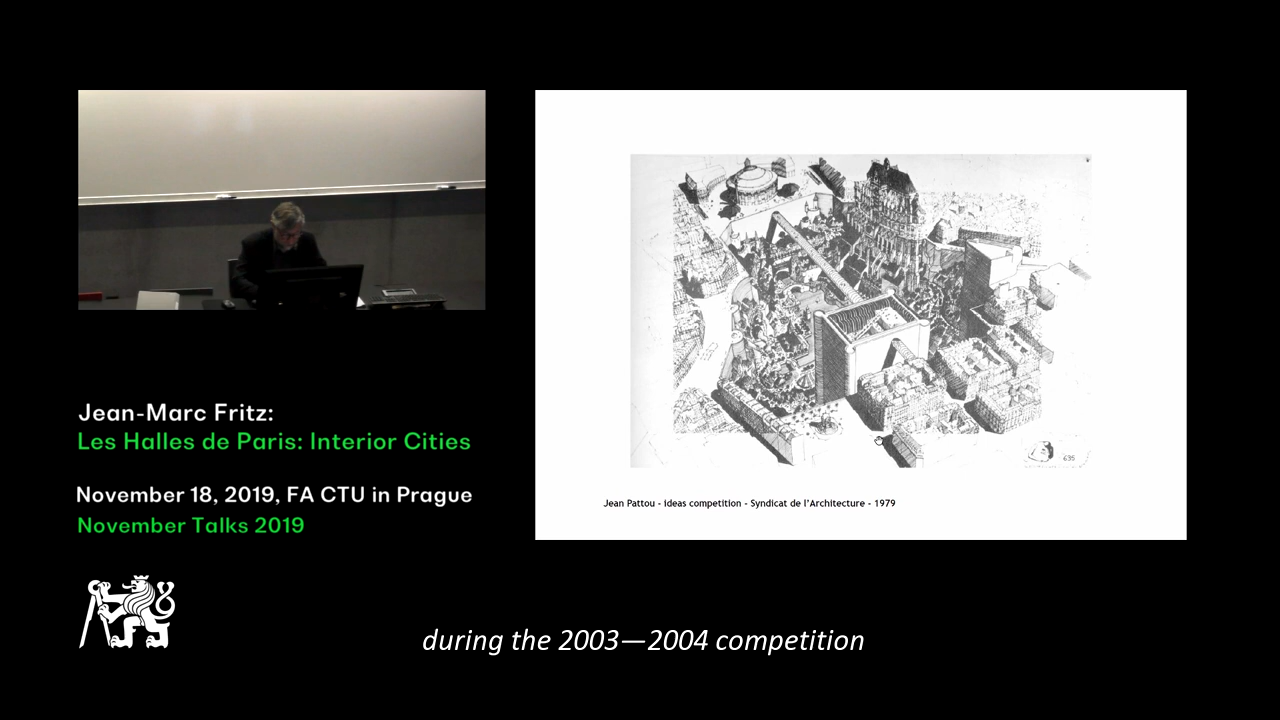 Jean-Marc Fritz:
Les Halles de Paris: Interior Cities
November 18, 2019, FA CTU in Prague
November Talks 2019
635
Jean Pattou - ideas competition - Syndicat de l'Architecture - 1979
during the 2003—2004 competition